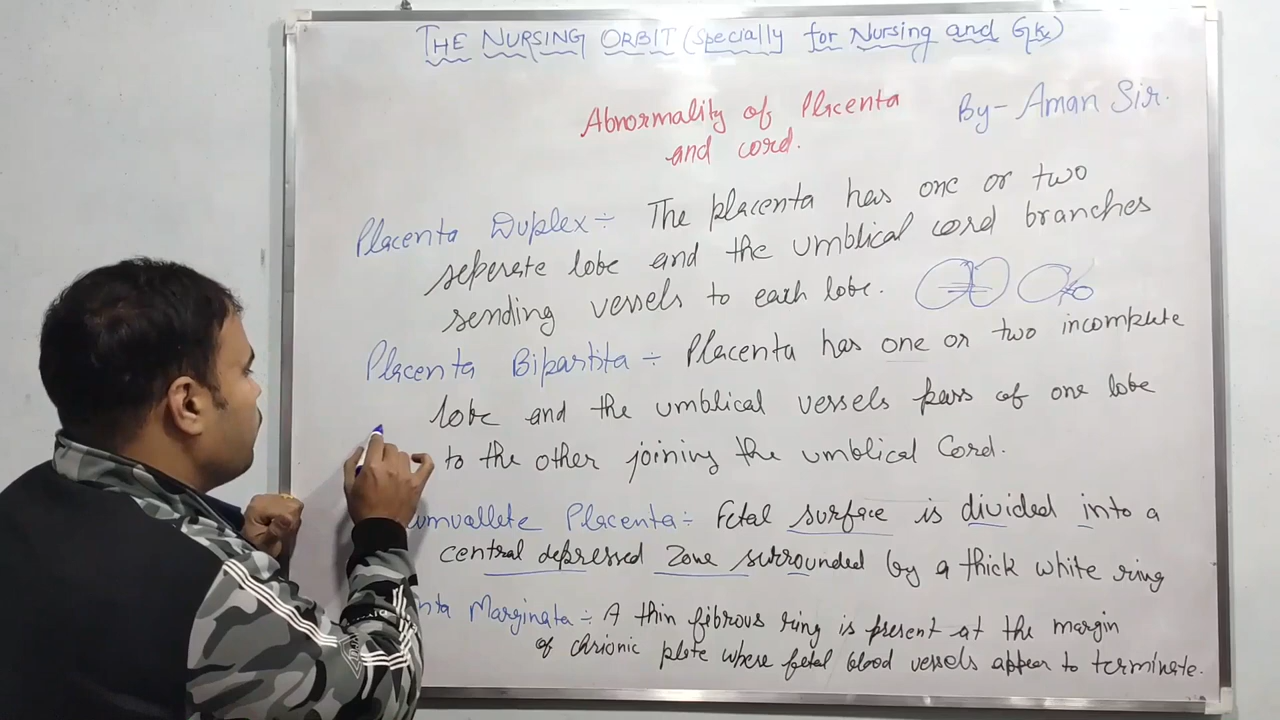 THE NURSING ORBIT (specially for Nursing and Gk)
Abnormality of Placenta
and cord.
By- Aman Sir.
Placenta Duplex ÷ The placenta has one or two
seperate lobe and the umblical cord branches
sending vessels to each lobe.
Placenta Bipartita ÷ Placenta has one or two incomplete
lobe and the umblical vessels pass of one lobe
to the other joining the umblical Cord.
umvallete Placenta ÷ Fetal surface is divided into a
central depressed Zone surrounded by a thick white ring
nta Marginata ÷ A thin fibrous ring is present at the margin
of chrionic plate where fetal blood vessels appear to terminate.